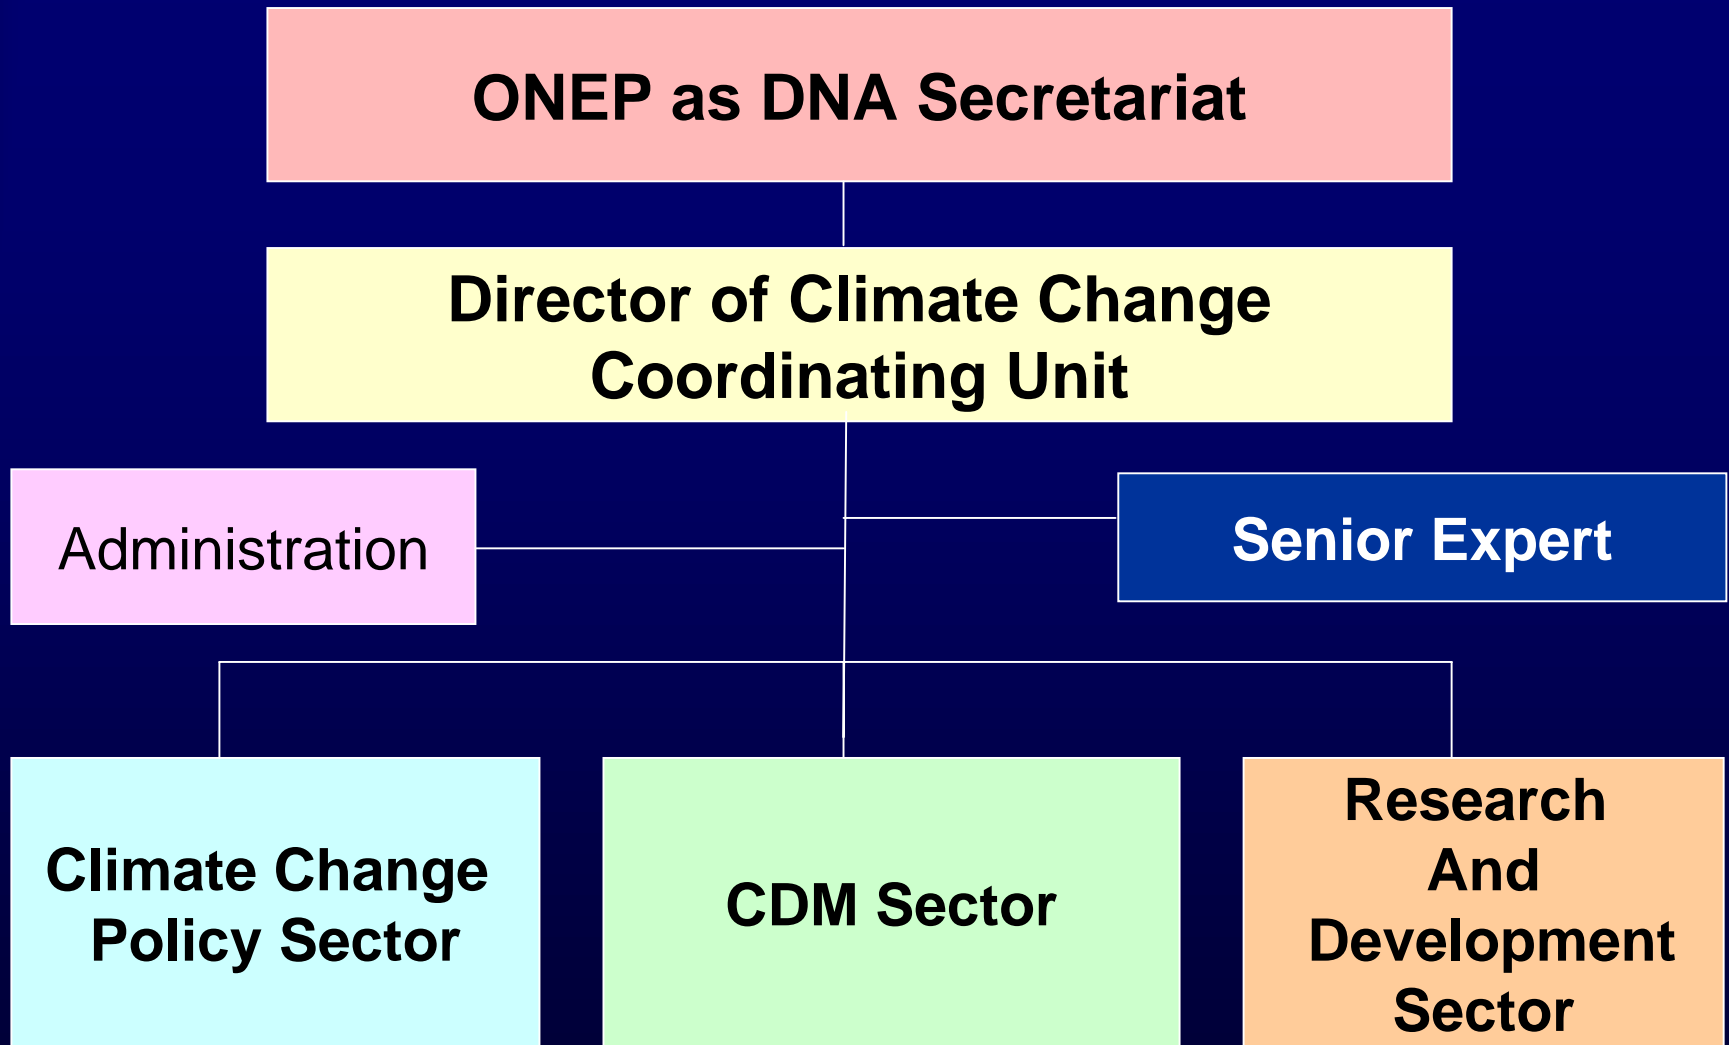 ONEP as DNA Secretariat
Director of Climate Change
Coordinating Unit
Administration
Senior Expert
Climate Change
Policy Sector
CDM Sector
Research
And
Development
Sector